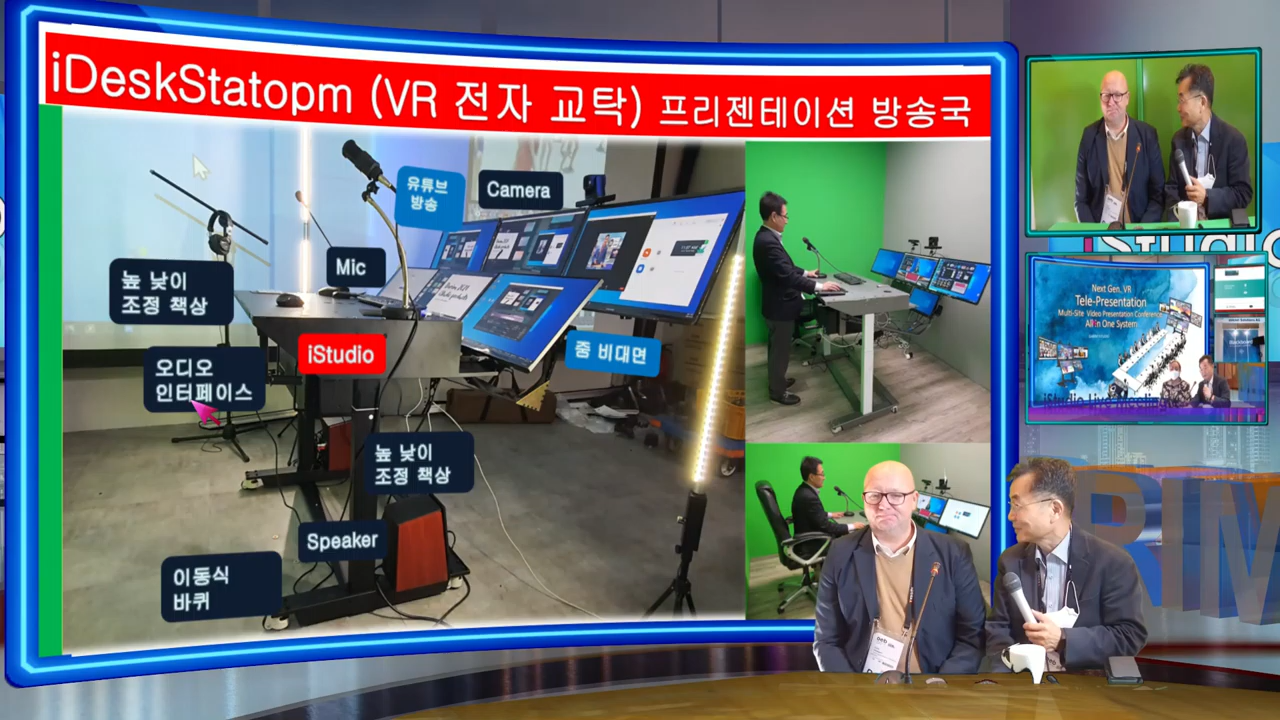 iDeskStatopm (VR 전자 교탁) 프리젠테이션 방송국
유튜브
방송
Camera
Mic
높 낮이
조정 책상
iStudio
줌 비대면
오디오
인터페이스
높 낮이
조정 책상
Speaker
이동식
바퀴
Next Gen. VR
Tele-Presentation
Multi-Site Video Presentation Conference
All in One System